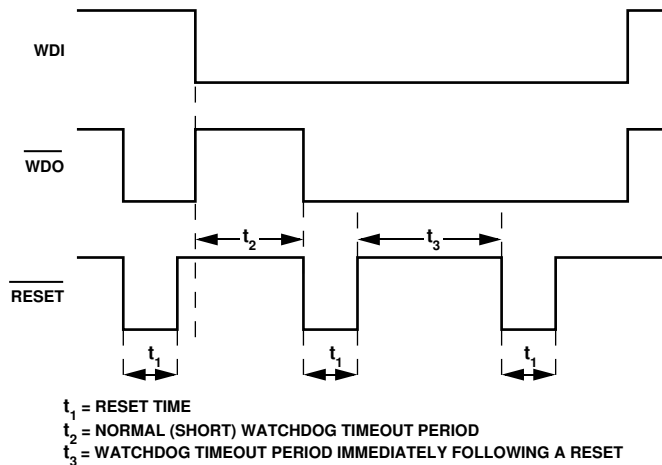 WDI
WDO
t2
t3
RESET
t1
t1
t1
t1 = RESET TIME
t2 = NORMAL (SHORT) WATCHDOG TIMEOUT PERIOD
t3 = WATCHDOG TIMEOUT PERIOD IMMEDIATELY FOLLOWING A RESET